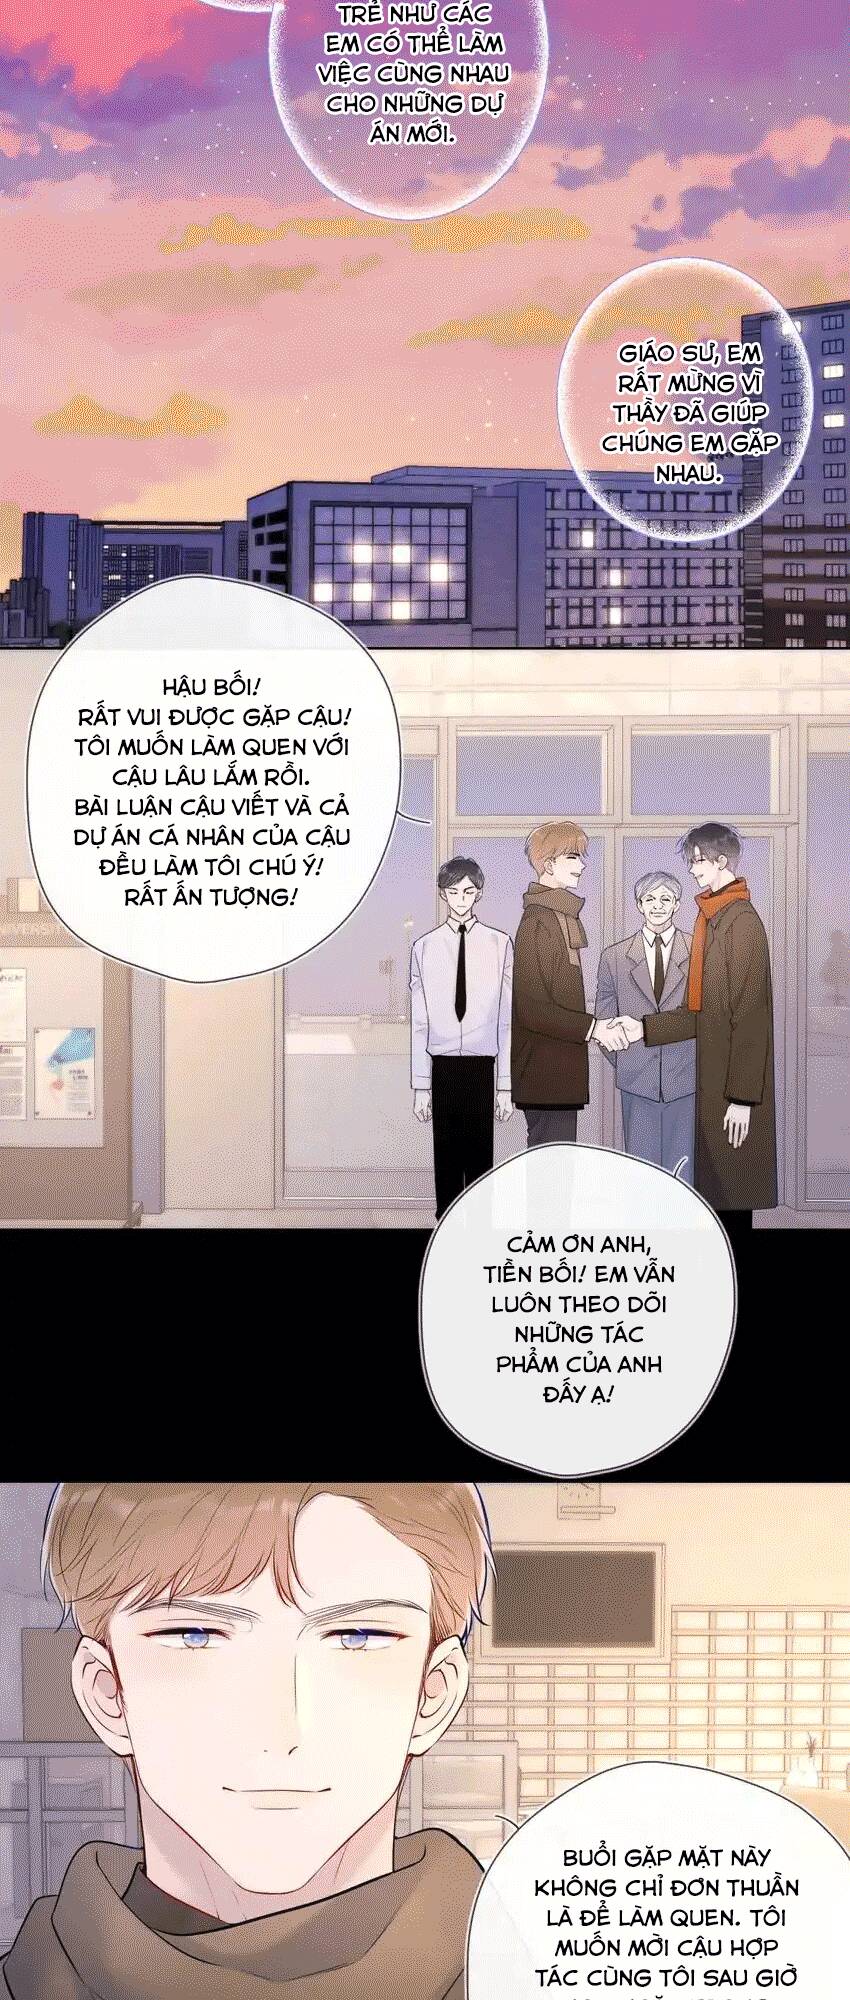 TRẺ NHƯ CÁC
EM CÓ THỂ LÀM
VIỆC CÙNG NHAU
CHO NHỮNG DỰ
ÁN MỚI.
GIÁO SƯ, EM
RẤT MỪNG VÌ
THẦY ĐÃ GIÚP
CHÚNG EM GẶP
NHAU.
HẬU BỐI!
RẤT VUI ĐƯỢC GẶP CẬU!
TÔI MUỐN LÀM QUEN VỚI
CẬU LÂU LẮM RỒI.
BÀI LUẬN CẬU VIẾT VÀ CẢ
DỰ ÁN CÁ NHÂN CỦA CẬU
ĐỀU LÀM TÔI CHÚ Ý!
RẤT ẤN TƯỢNG!
CẢM ƠN ANH,
TIỀN BỐI! EM VẪN
LUÔN THEO DÕI
NHỮNG TÁC
PHẨM CỦA ANH
ĐẤY Ạ!
BUỔI GẶP MẶT NÀY
KHÔNG CHỈ ĐƠN THUẦN
LÀ ĐỂ LÀM QUEN. TÔI
MUỐN MỜI CẬU HỢP
TÁC CÙNG TÔI SAU GIỜ